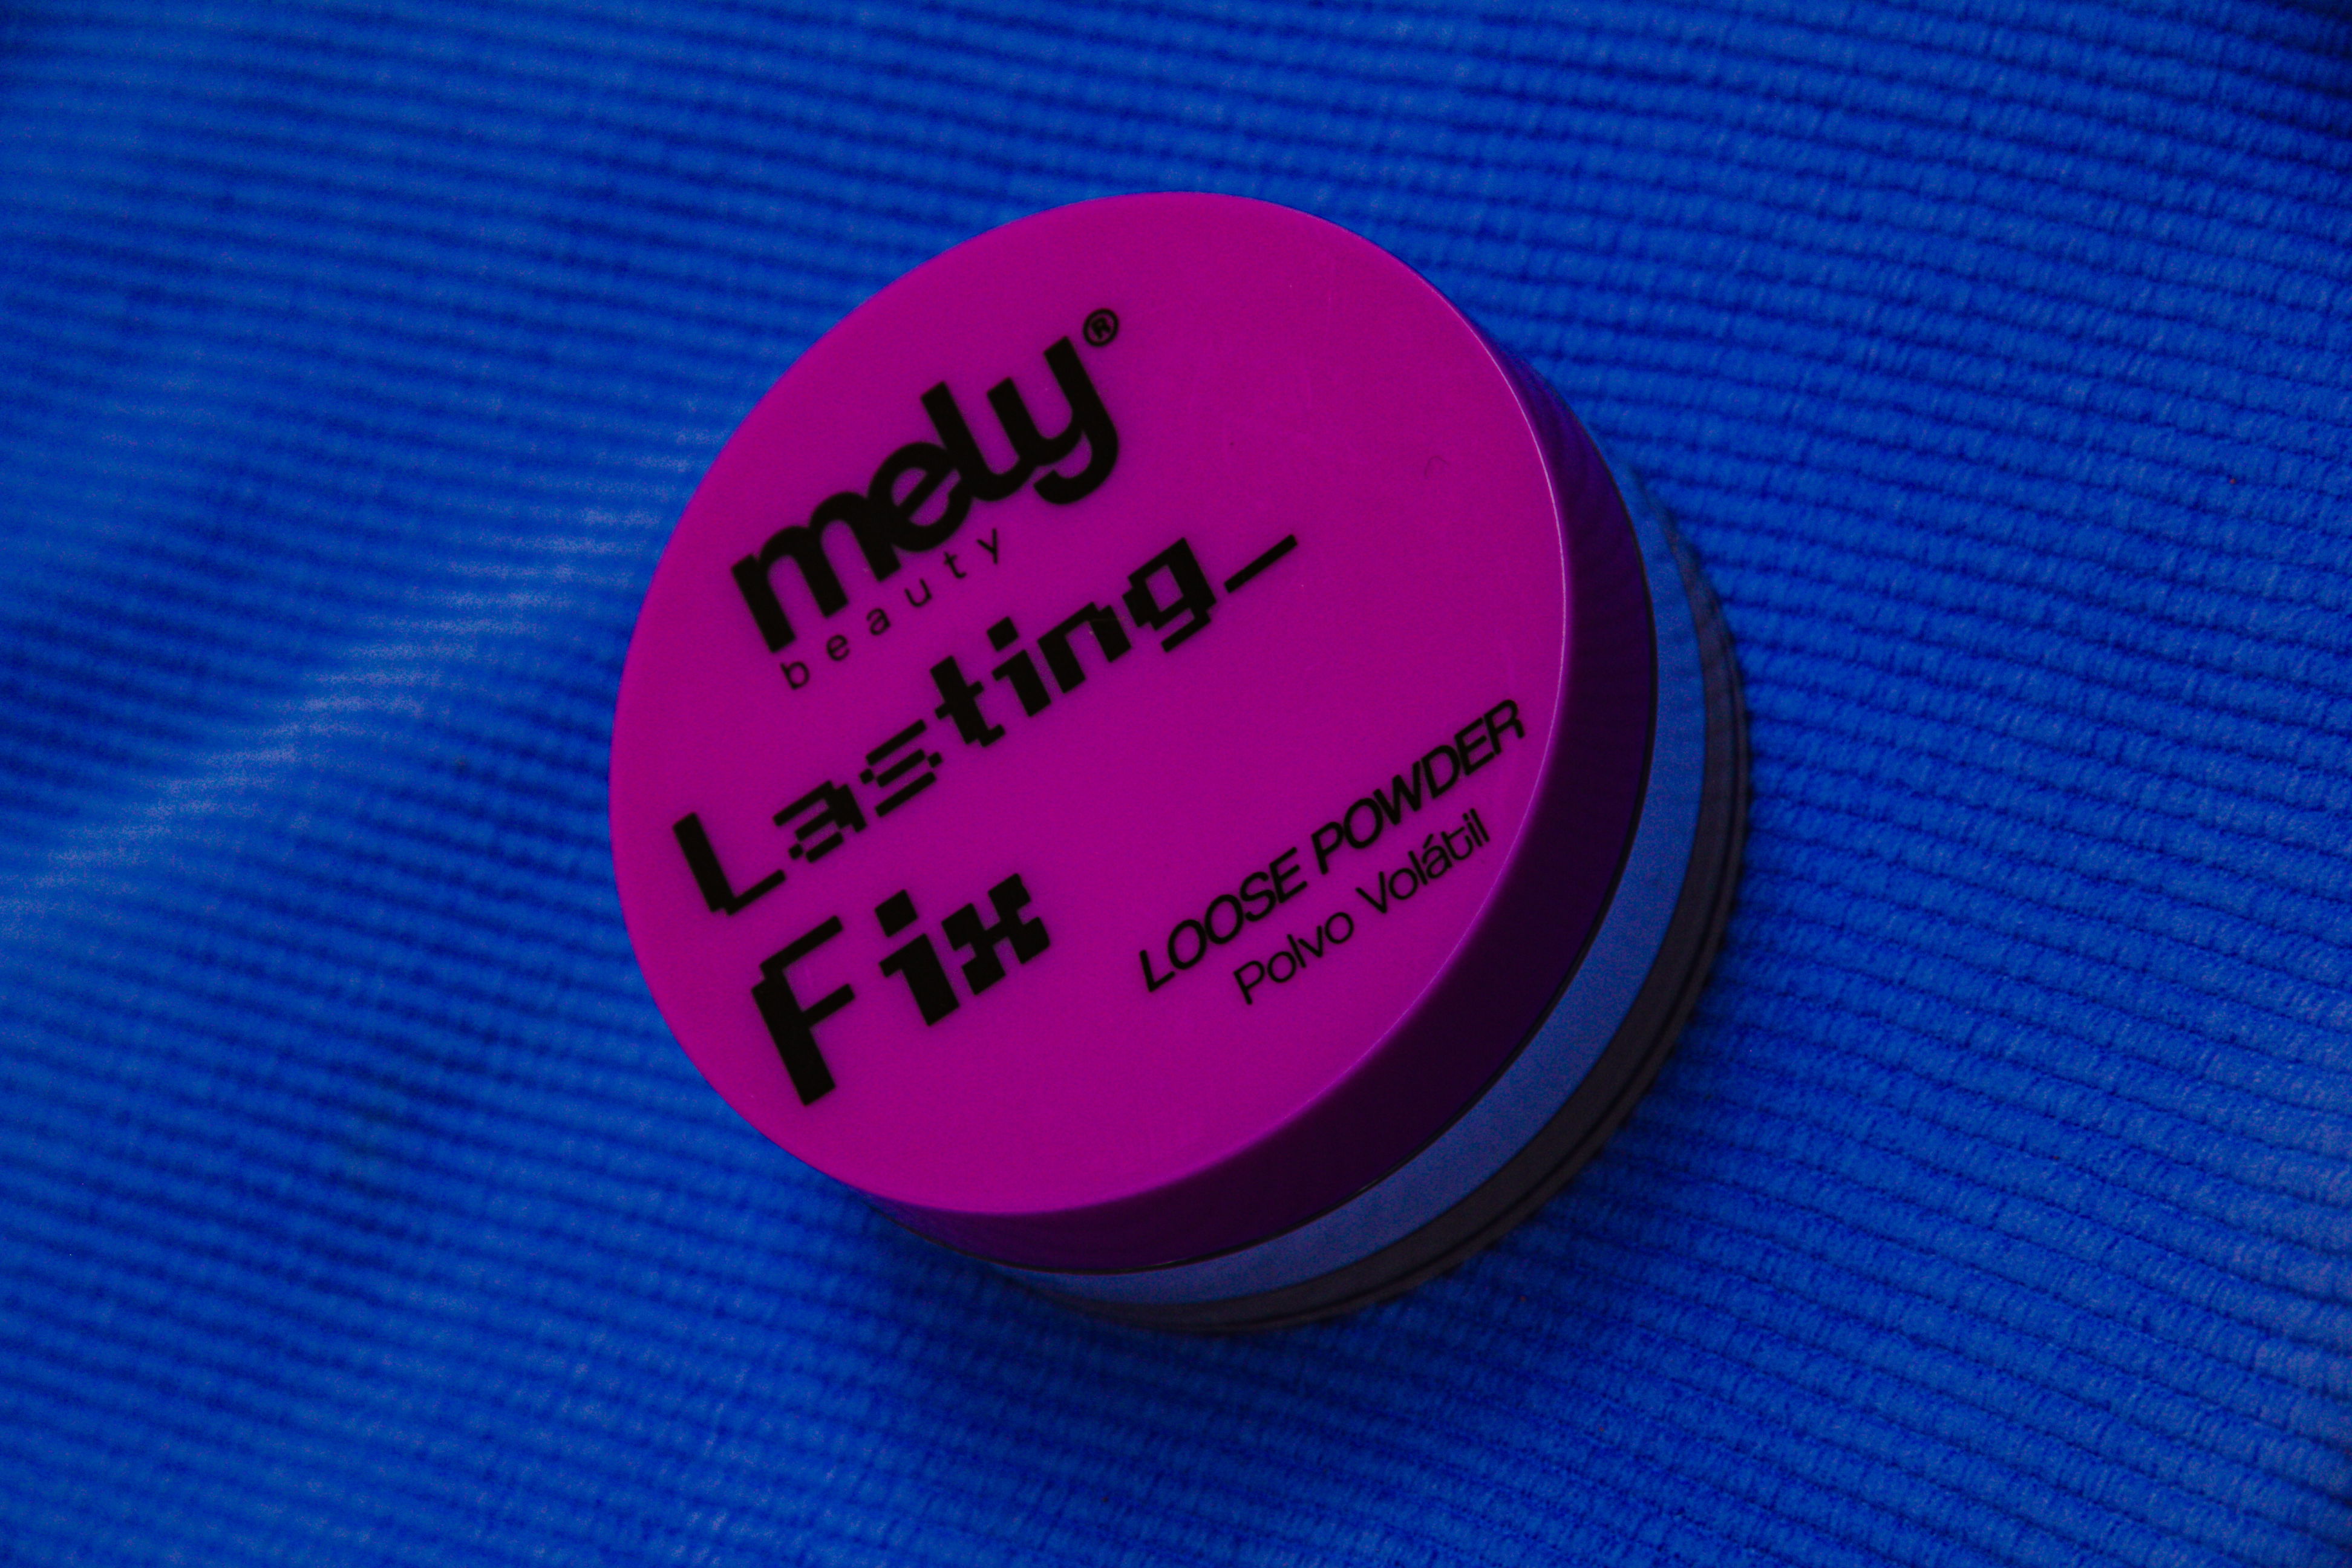 mely®
beauty
Lasting_
Fix
LOOSE POWDER
Polvo Volátil